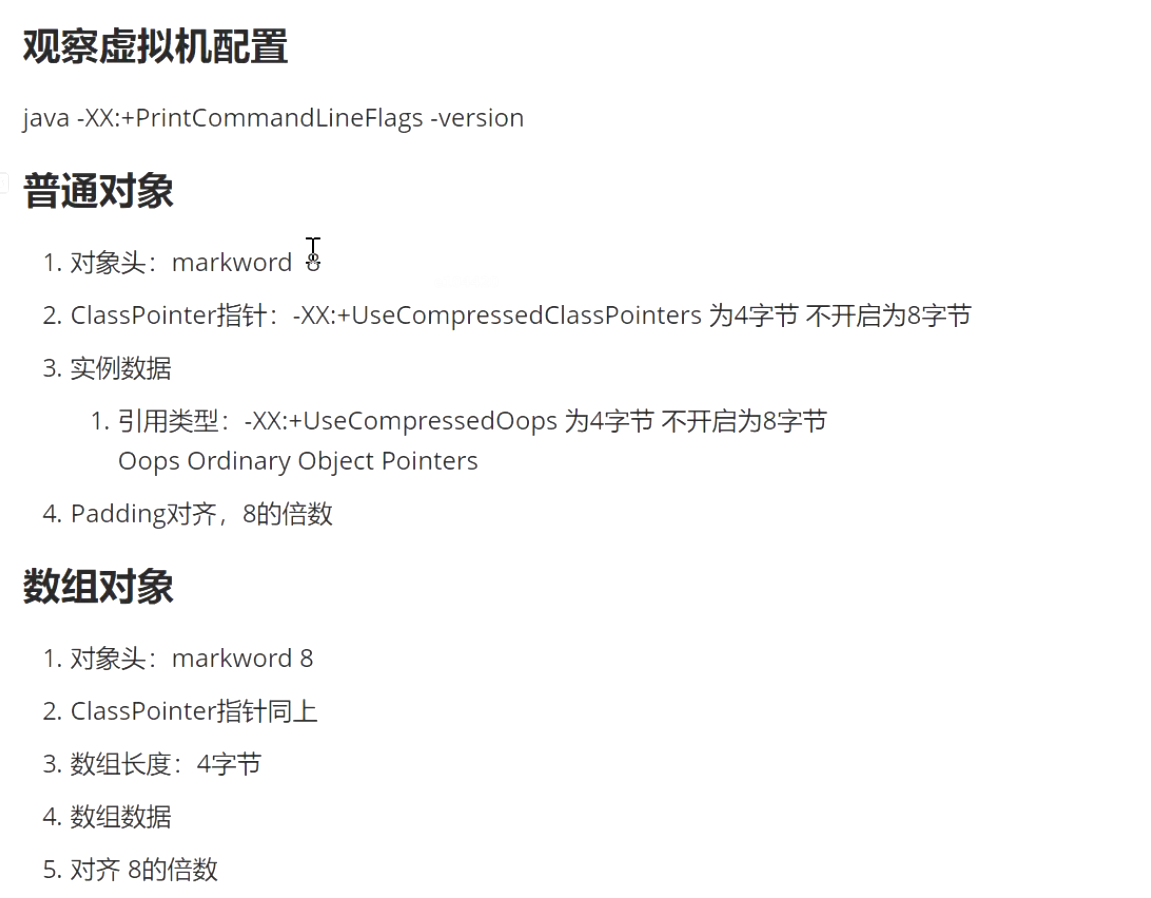 观察虚拟机配置
java -XX:+PrintCommandLineFlags -version
普通对象
1. 对象头：markword 8
2. ClassPointer指针：-XX:+UseCompressedClassPointers 为4字节 不开启为8字节
3. 实例数据
1. 引用类型：-XX:+UseCompressedOops 为4字节 不开启为8字节
Oops Ordinary Object Pointers
4. Padding对齐，8的倍数
数组对象
1. 对象头：markword 8
2. ClassPointer指针同上
3. 数组长度：4字节
4. 数组数据
5. 对齐 8的倍数